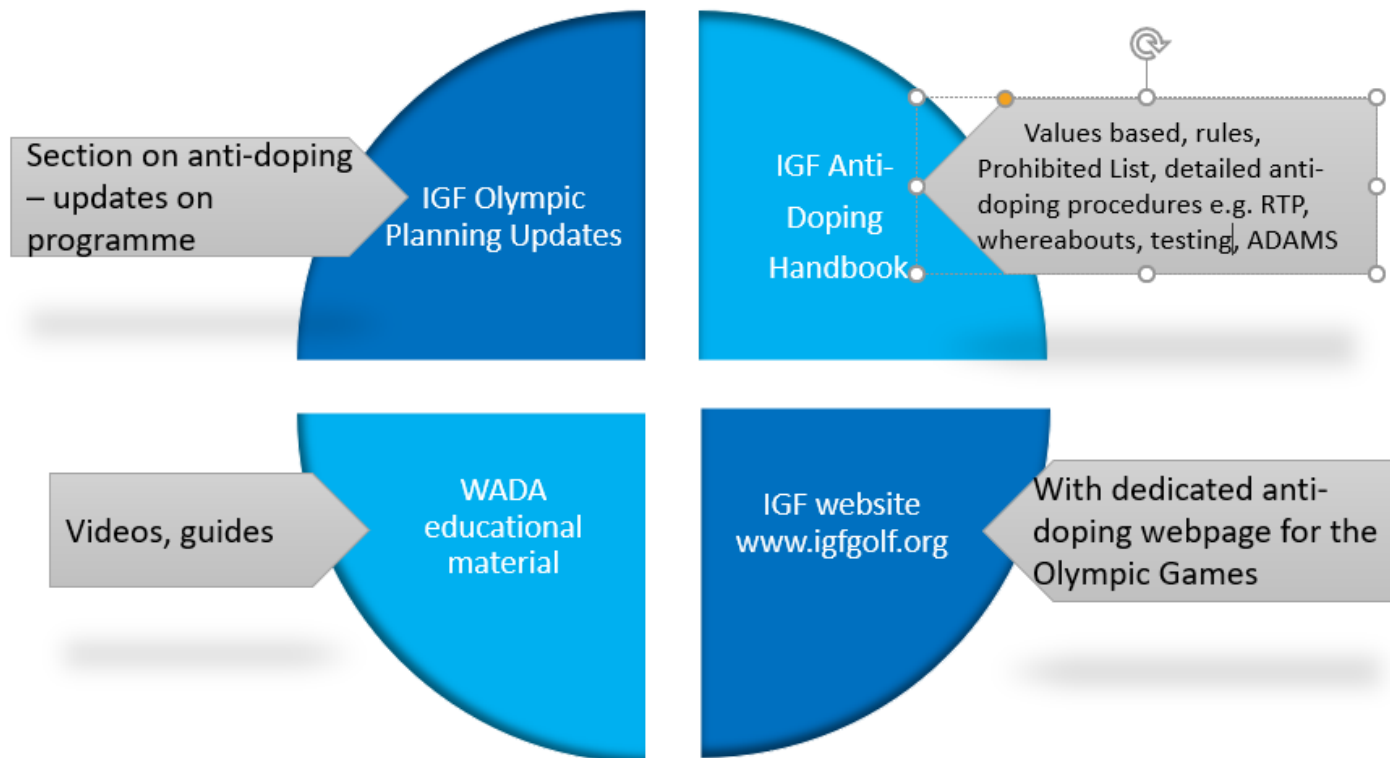 Section on anti-doping
– updates on
programme
IGF Olympic
Planning Updates
IGF Anti-
Doping
Handbook
Values based, rules,
Prohibited List, detailed anti-
doping procedures e.g. RTP,
whereabouts, testing, ADAMS
Videos, guides
WADA
educational
material
IGF website
www.igfgolf.org
With dedicated anti-
doping webpage for the
Olympic Games